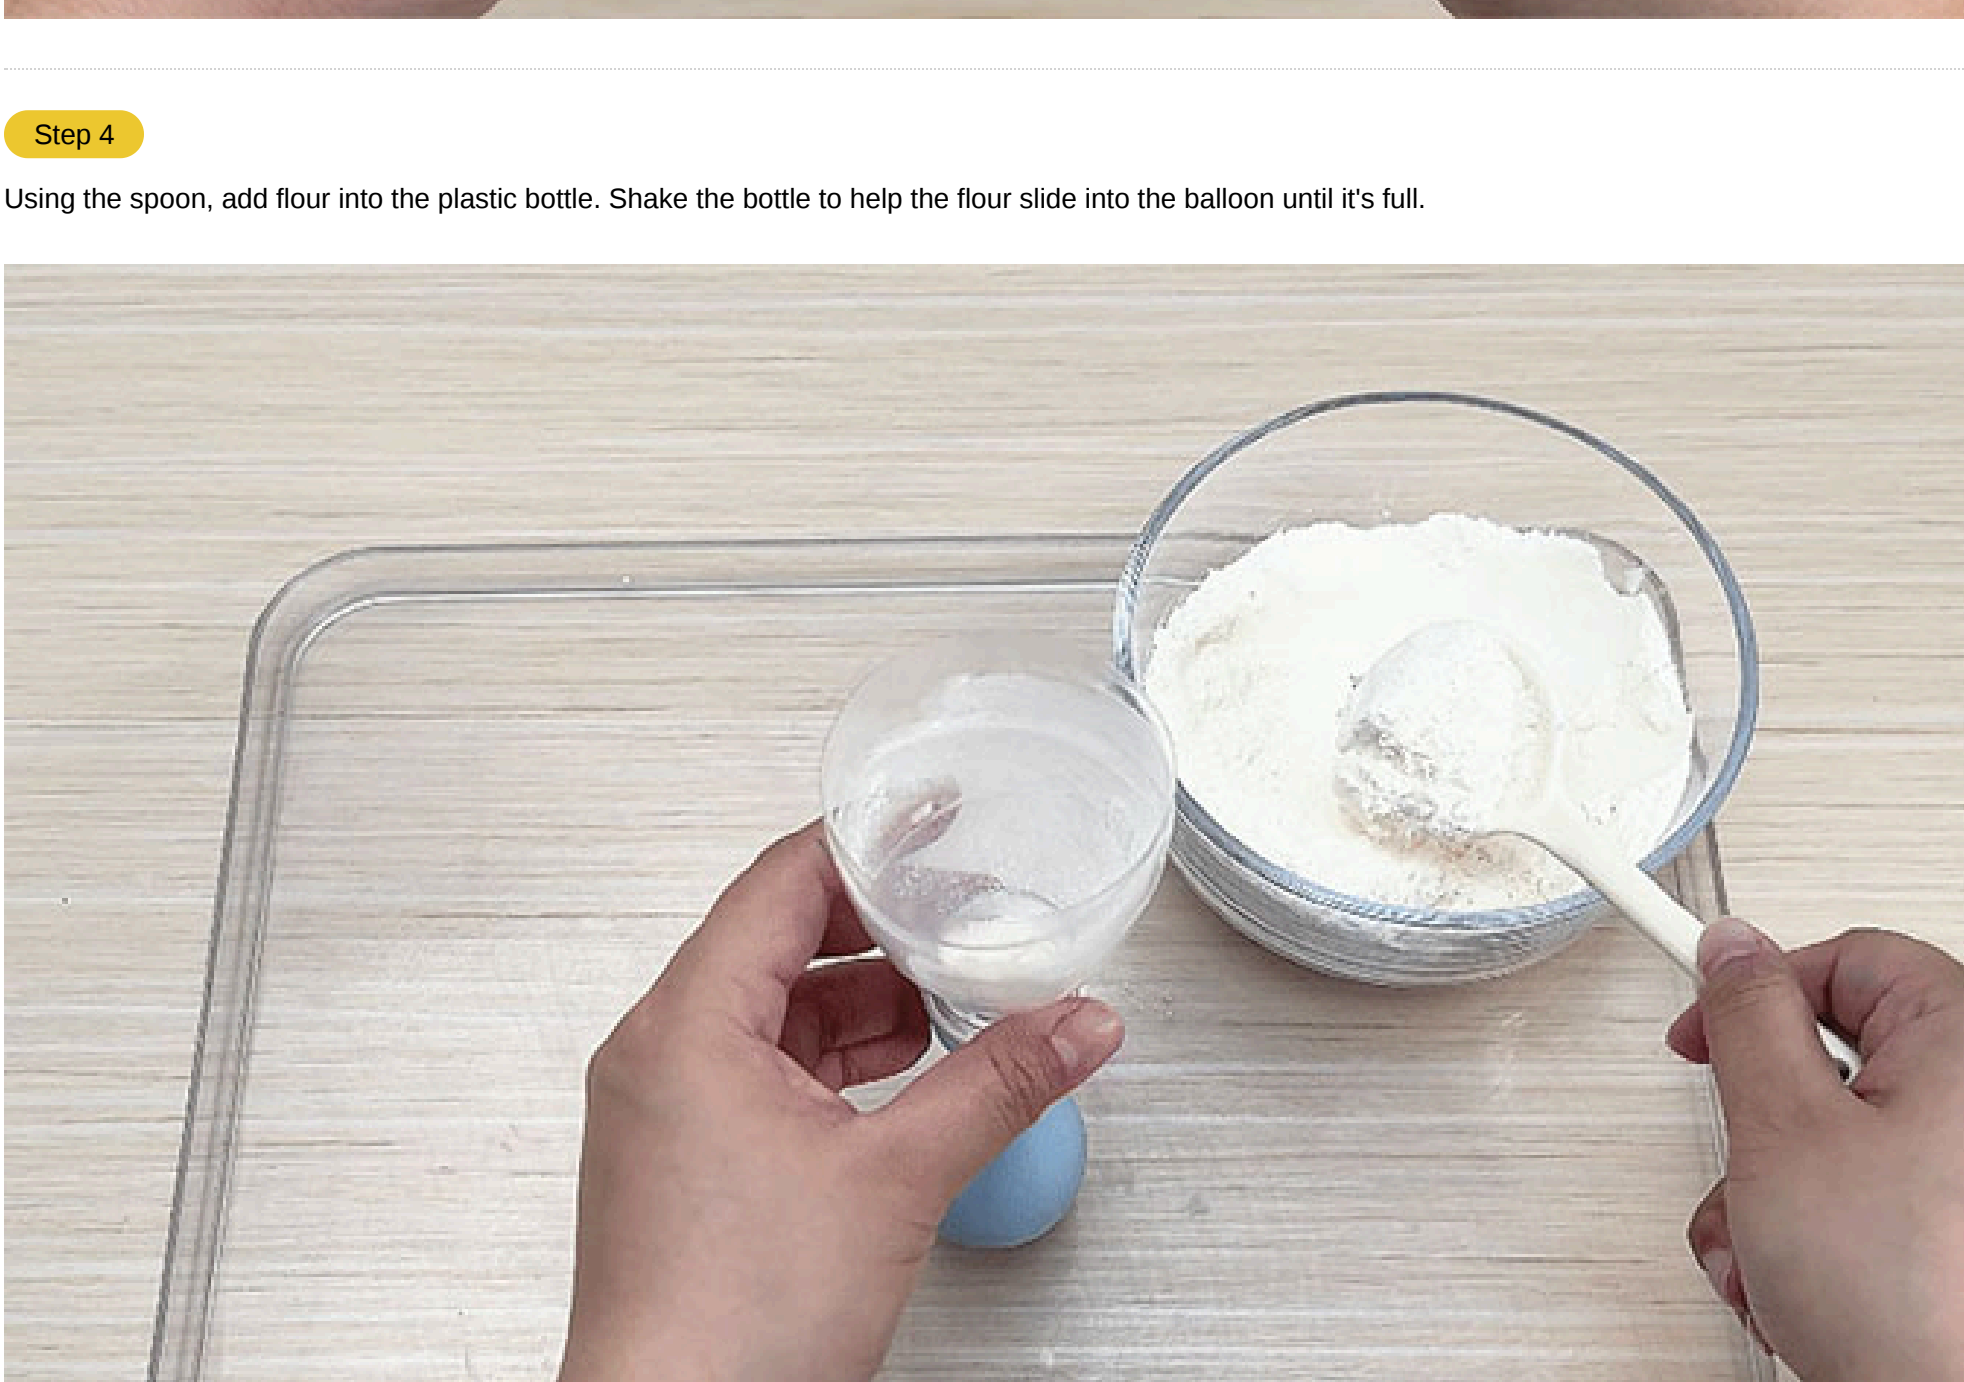 Step 4
Using the spoon, add flour into the plastic bottle. Shake the bottle to help the flour slide into the balloon until it's full.